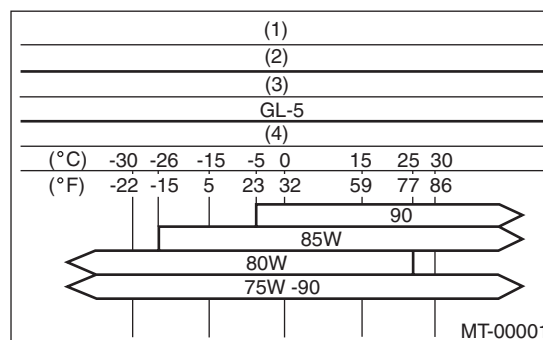 (1)
(2)
(3)
GL-5
(4)
(°C) -30 -26 -15 -5 0 15 25 30
(°F) -22 -15 5 23 32 59 77 86
90
85W
80W
75W -90
MT-00001